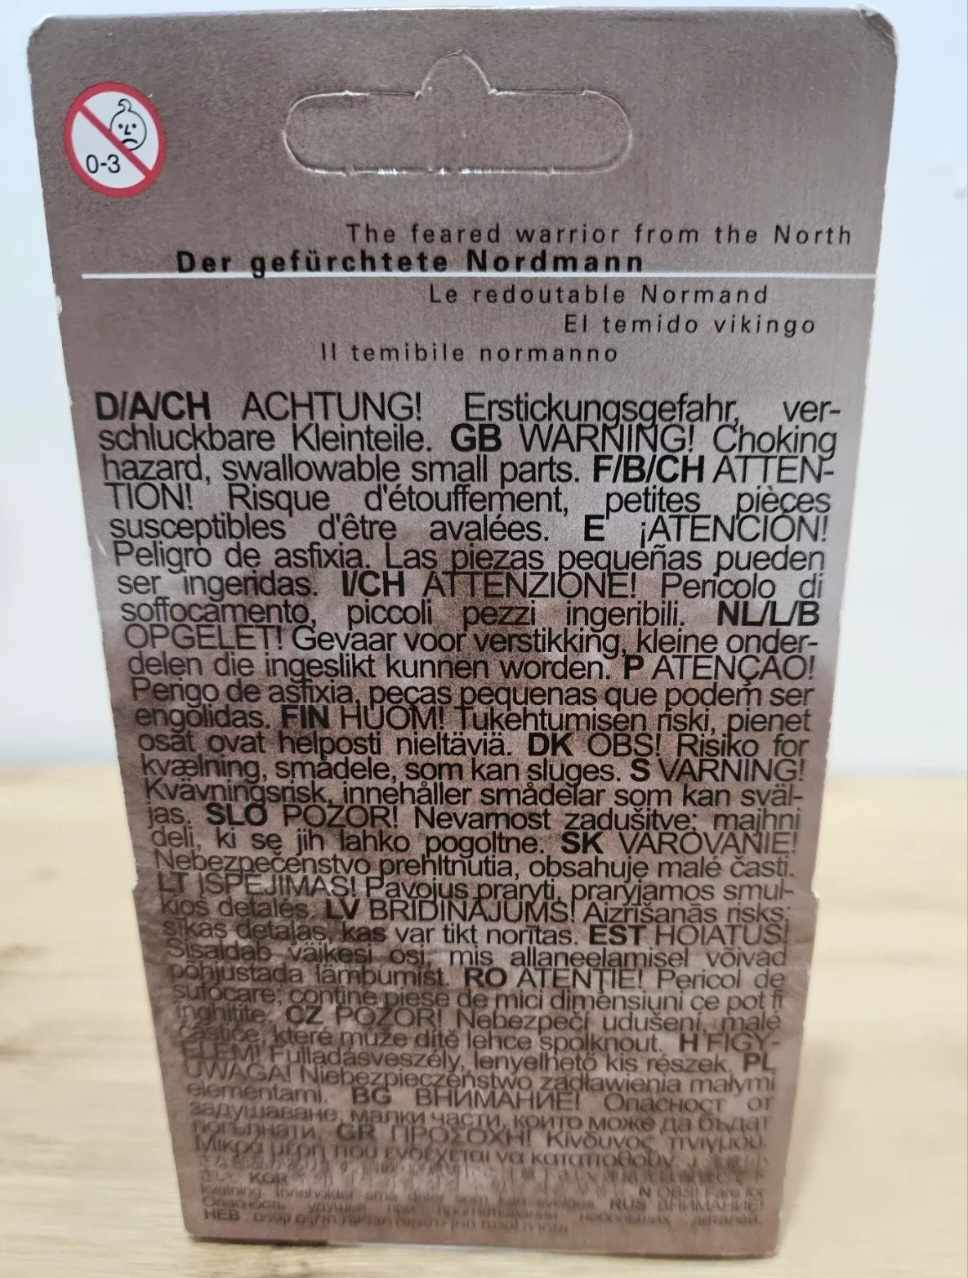 0-3
The feared warrior from the North
Der gefürchtete Nordmann
Le redoutable Normand
El temido vikingo
Il temibile normanno
D/A/CH ACHTUNG! Erstickungsgefahr, ver-
schluckbare Kleinteile. GB WARNING! Choking
hazard, swallowable small parts. F/B/CH ATTEN-
TION! Risque d'étouffement, petites pièces
susceptibles d'être avalées. E ¡ATENCIÓN!
Peligro de asfixia. Las piezas pequeñas pueden
ser ingeridas. I/CH ATTENZIONE! Pericolo di
soffocamento, piccoli pezzi ingeribili. NL/L/B
OPGELET! Gevaar voor verstikking, kleine onder-
delen die ingeslikt kunnen worden. P ATENÇÃO!
Perigo de asfixia, peças pequenas que podem ser
engolidas. FIN HUOM! Tukehtumisen riski, pienet
osat ovat helposti nieltäviä. DK OBS! Risiko for
kvælning, smådele, som kan sluges. S VARNING!
Kvävningsrisk, innehåller smådelar som kan sväl-
jas. SLO POZOR! Nevarnost zadušitve: majhni
deli, ki se jih lahko pogoltne. SK VAROVANIE!
Nebezpečenstvo prehltnutia, obsahuje malé časti.
LT ISPEJIMAS! Pavojus praryti, praryjamos smul-
kios detalės. LV BRIDINAJUMS! Aizrīšanās risks:
sīkas detaļas, kas var tikt norītas. EST HOIATUS!
Sisaldab väikesi osi, mis allaneelamisel võivad
põhjustada lämbumist. RO ATENȚIE! Pericol de
sufocare; conține piese de mici dimensiuni ce pot fi
inghitite. CZ POZOR! Nebezpečí udušení, malé
částice, které může dítě lehce spolknout. H FIGY-
ELEM! Fulladásveszély, lenyelhető kis részek. PL
UWAGA! Niebezpieczeństwo zadławienia małymi
elementami. BG ВНИМАНИЕ! Опасност от
задушаване, малки части, които може да бъдат
погълнати. GR ΠΡΟΣΟΧΗ! Κίνδυνος πνιγμού.
Μικρά μέρη που ενδέχεται να καταποθούν
KOR
N OBS! Fare for
RUS ВНИМАНИЕ!
HEB